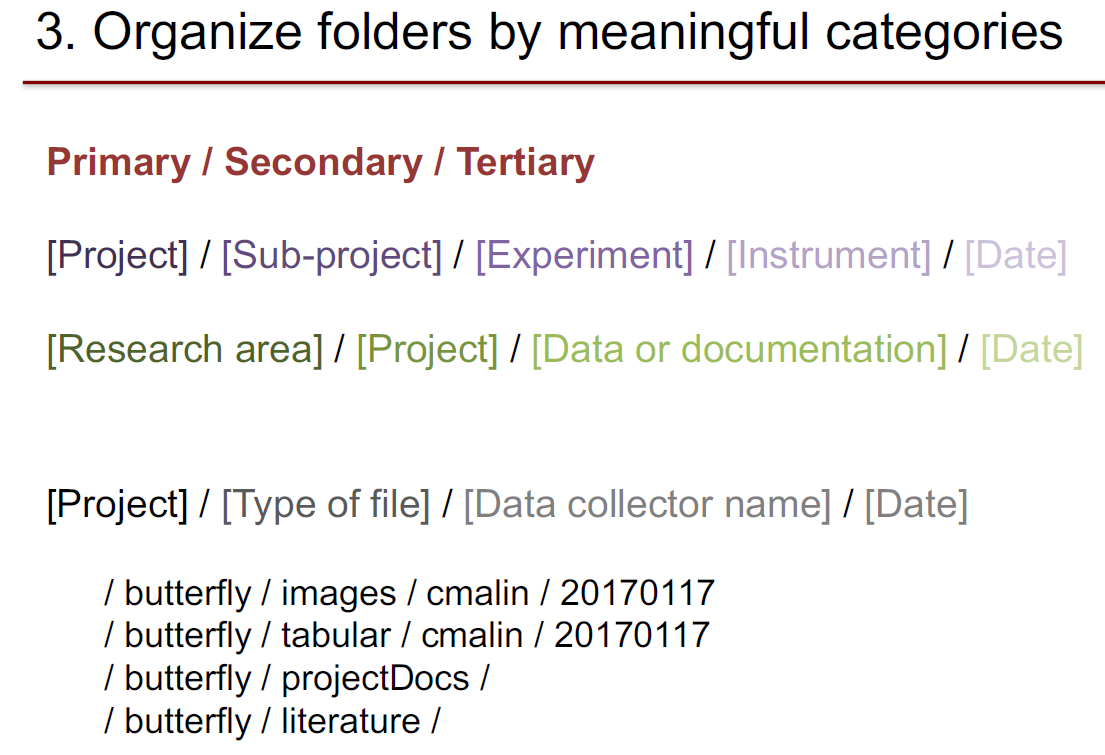 3. Organize folders by meaningful categories
Primary / Secondary / Tertiary
[Project] / [Sub-project] / [Experiment] / [Instrument] / [Date]
[Research area] / [Project] / [Data or documentation] / [Date]
[Project] / [Type of file] / [Data collector name] / [Date]
/ butterfly / images / cmalin / 20170117
/ butterfly / tabular / cmalin / 20170117
/ butterfly / projectDocs /
/ butterfly / literature /